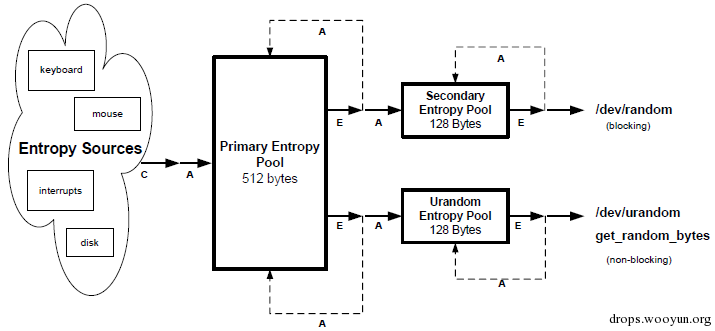 Entropy Sources
keyboard
mouse
interrupts
disk
C
A
Primary Entropy
Pool
512 bytes
A
E
A
Secondary
Entropy Pool
128 Bytes
A
E
/dev/random
(blocking)
E
A
A
Urandom
Entropy Pool
128 Bytes
E
A
/dev/urandom
get_random_bytes
(non-blocking)
drops.wooyun.org